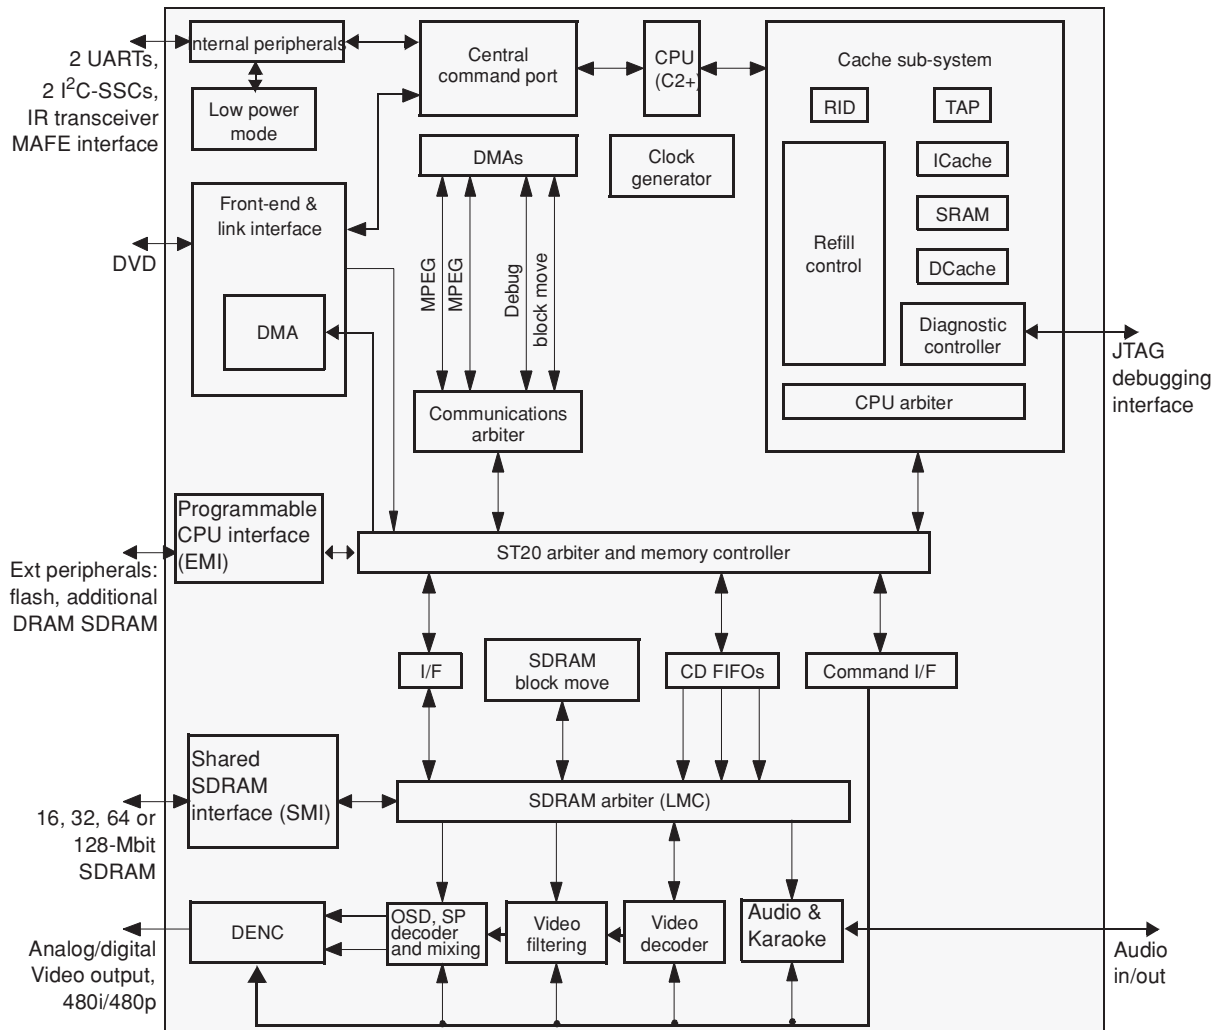 2 UARTs,
2 I²C-SSCs,
IR transceiver
MAFE interface
nternal peripherals
Low power
mode
Central
command port
CPU
(C2+)
Cache sub-system
RID
TAP
ICache
SRAM
DCache
Refill
control
Diagnostic
controller
CPU arbiter
JTAG
debugging
interface
DMAs
Clock
generator
MPEG
MPEG
Debug
block move
Front-end &
link interface
DMA
DVD
Communications
arbiter
Programmable
CPU interface
(EMI)
Ext peripherals:
flash, additional
DRAM SDRAM
ST20 arbiter and memory controller
I/F
SDRAM
block move
CD FIFOs
Command I/F
Shared
SDRAM
interface (SMI)
16, 32, 64 or
128-Mbit
SDRAM
SDRAM arbiter (LMC)
DENC
OSD, SP
decoder
and mixing
Video
filtering
Video
decoder
Audio &
Karaoke
Analog/digital
Video output,
480i/480p
Audio
in/out